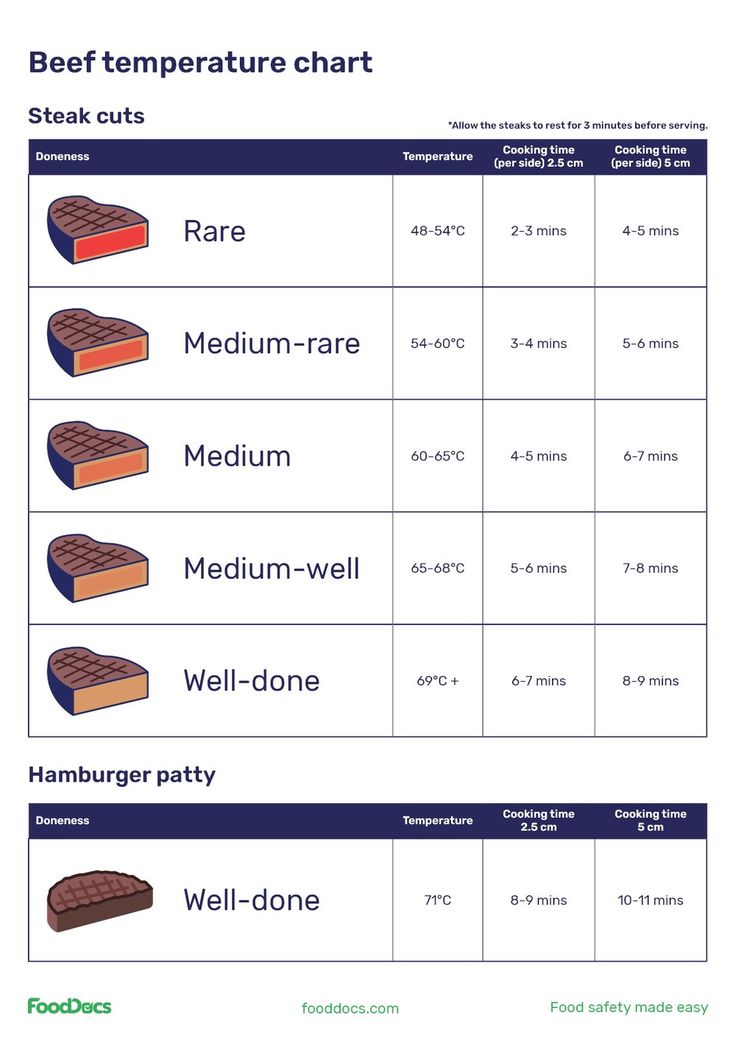 Beef temperature chart
Steak cuts
*Allow the steaks to rest for 3 minutes before serving.
Doneness Temperature Cooking time (per side) 2.5 cm Cooking time (per side) 5 cm
Rare 48-54°C 2-3 mins 4-5 mins
Medium-rare 54-60°C 3-4 mins 5-6 mins
Medium 60-65°C 4-5 mins 6-7 mins
Medium-well 65-68°C 5-6 mins 7-8 mins
Well-done 69°C + 6-7 mins 8-9 mins
Hamburger patty
Doneness Temperature Cooking time 2.5 cm Cooking time 5 cm
Well-done 71°C 8-9 mins 10-11 mins
FoodDocs fooddocs.com Food safety made easy